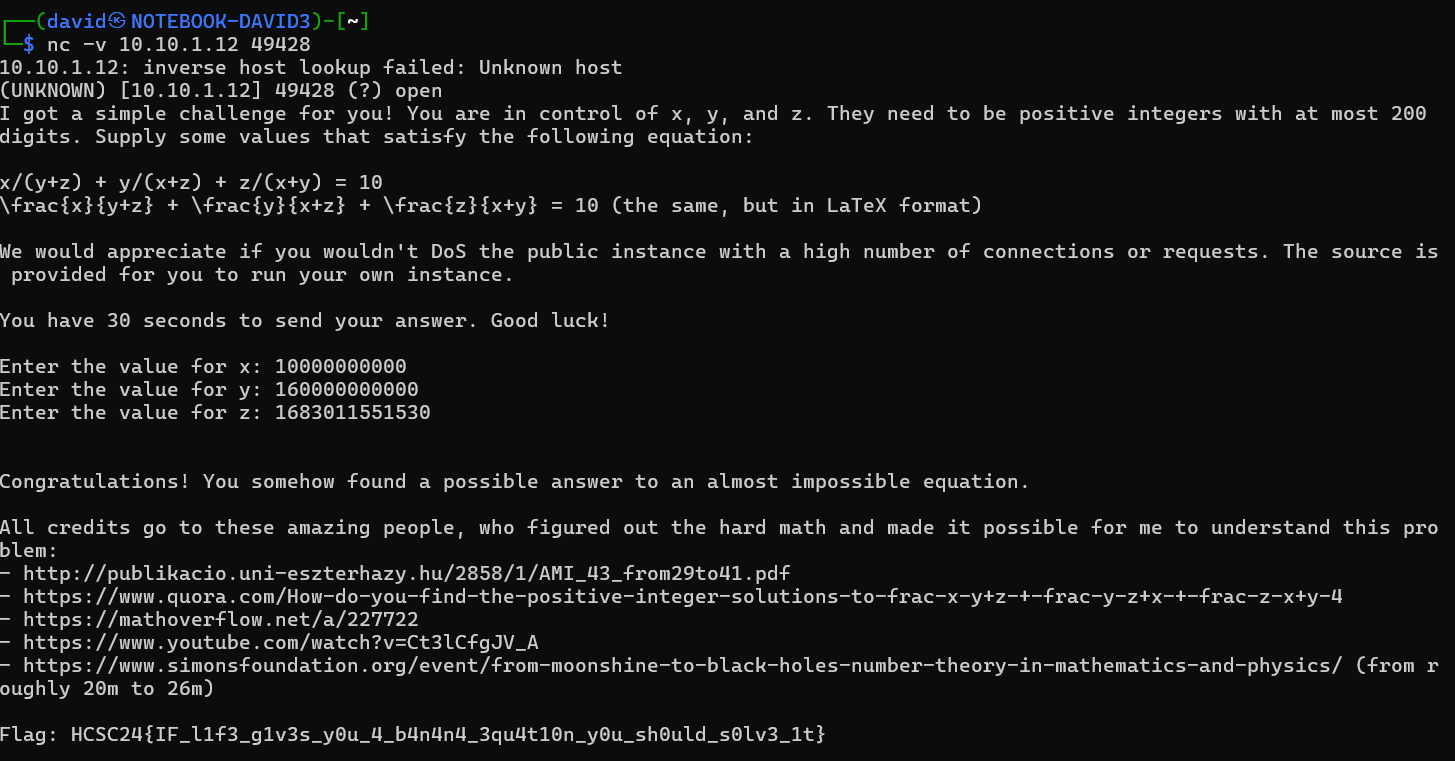 ┌──(david㉿NOTEBOOK-DAVID3)-[~]
└─$ nc -v 10.10.1.12 49428
10.10.1.12: inverse host lookup failed: Unknown host
(UNKNOWN) [10.10.1.12] 49428 (?) open
I got a simple challenge for you! You are in control of x, y, and z. They need to be positive integers with at most 200
digits. Supply some values that satisfy the following equation:
x/(y+z) + y/(x+z) + z/(x+y) = 10
\frac{x}{y+z} + \frac{y}{x+z} + \frac{z}{x+y} = 10 (the same, but in LaTeX format)
We would appreciate if you wouldn't DoS the public instance with a high number of connections or requests. The source is
 provided for you to run your own instance.
You have 30 seconds to send your answer. Good luck!
Enter the value for x: 10000000000
Enter the value for y: 160000000000
Enter the value for z: 1683011551530
Congratulations! You somehow found a possible answer to an almost impossible equation.
All credits go to these amazing people, who figured out the hard math and made it possible for me to understand this pro
blem:
- http://publikacio.uni-eszterhazy.hu/2858/1/AMI_43_from29to41.pdf
- https://www.quora.com/How-do-you-find-the-positive-integer-solutions-to-frac-x-y+z-+-frac-y-z+x-+-frac-z-x+y-4
- https://mathoverflow.net/a/227722
- https://www.youtube.com/watch?v=Ct3lCfgJV_A
- https://www.simonsfoundation.org/event/from-moonshine-to-black-holes-number-theory-in-mathematics-and-physics/ (from r
oughly 20m to 26m)
Flag: HCSC24{IF_l1f3_g1v3s_y0u_4_b4n4n4_3qu4t10n_y0u_sh0uld_s0lv3_1t}